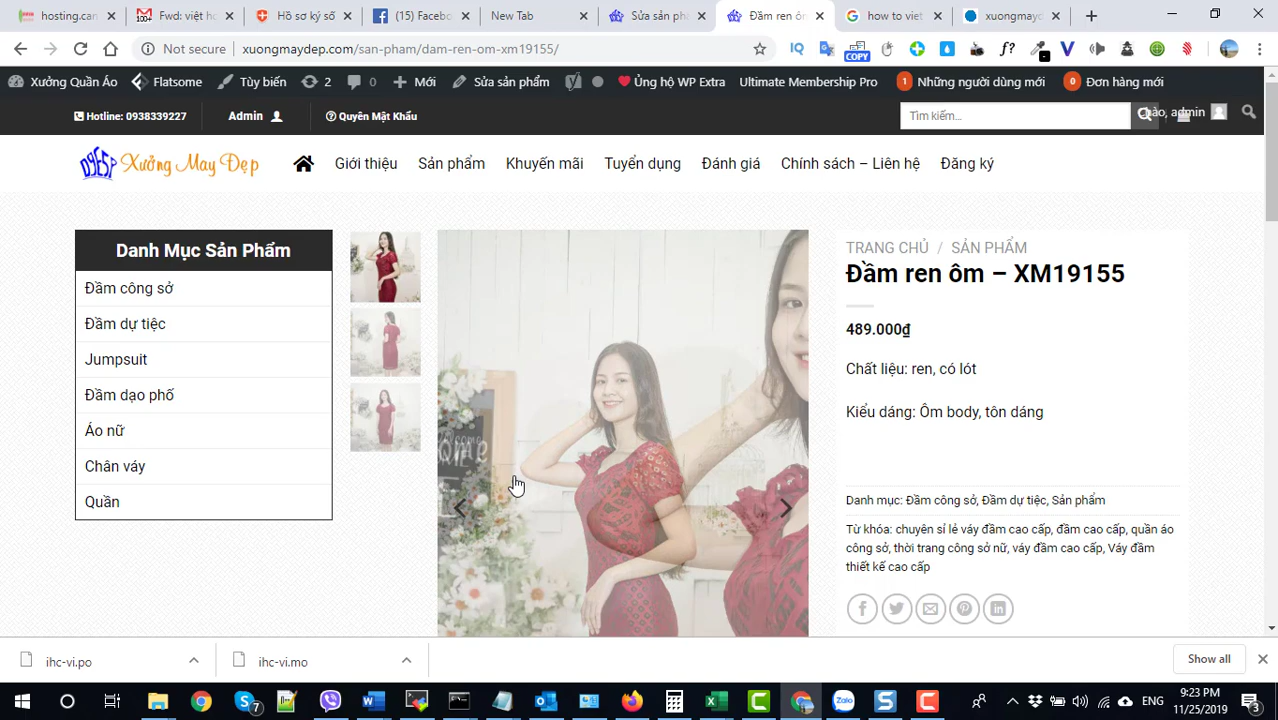 hosting.can
Fwd: việt h
Hồ sơ ký số
(15) Facebo
New Tab
Sửa sản phẩ
Đầm ren ôm
how to viet
xuongmayd
Not secure
xuongmaydep.com/san-pham/dam-ren-om-xm19155/
COPY
Xưởng Quần Áo
Flatsome
Tùy biến
2
0
Mới
Sửa sản phẩm
Ủng hộ WP Extra
Ultimate Membership Pro
1 Những người dùng mới
0 Đơn hàng mới
Hotline: 0938339227
Admin
Quyên Mật Khẩu
Tìm kiếm...
Chào, admin
Xưởng May Đẹp
Giới thiệu
Sản phẩm
Khuyến mãi
Tuyển dụng
Đánh giá
Chính sách – Liên hệ
Đăng ký
Danh Mục Sản Phẩm
Đầm công sở
Đầm dự tiệc
Jumpsuit
Đầm dạo phố
Áo nữ
Chân váy
Quần
TRANG CHỦ / SẢN PHẨM
Đầm ren ôm – XM19155
489.000₫
Chất liệu: ren, có lót
Kiểu dáng: Ôm body, tôn dáng
Danh mục: Đầm công sở, Đầm dự tiệc, Sản phẩm
Từ khóa: chuyên sỉ lẻ váy đầm cao cấp, đầm cao cấp, quần áo
công sở, thời trang công sở nữ, váy đầm cao cấp, Váy đầm
thiết kế cao cấp
ihc-vi.po
ihc-vi.mo
Show all
7
ENG
9:23 PM
11/25/2019
3